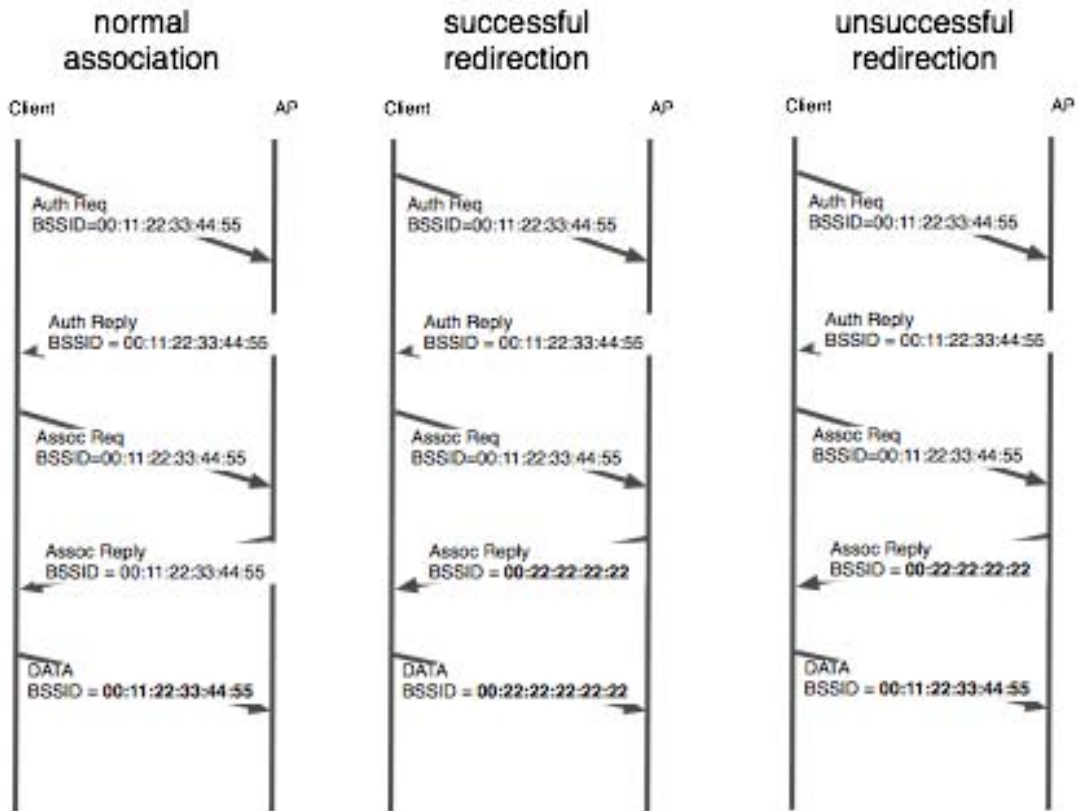 normal
association
Client
AP
Auth Req
BSSID=00:11:22:33:44:55
Auth Reply
BSSID = 00:11:22:33:44:55
Assoc Req
BSSID=00:11:22:33:44:55
Assoc Reply
BSSID = 00:11:22:33:44:55
DATA
BSSID = 00:11:22:33:44:55
successful
redirection
Client
AP
Auth Req
BSSID=00:11:22:33:44:55
Auth Reply
BSSID = 00:11:22:33:44:55
Assoc Req
BSSID=00:11:22:33:44:55
Assoc Reply
BSSID = 00:22:22:22:22
DATA
BSSID = 00:22:22:22:22:22
unsuccessful
redirection
Client
AP
Auth Req
BSSID=00:11:22:33:44:55
Auth Reply
BSSID = 00:11:22:33:44:55
Assoc Req
BSSID=00:11:22:33:44:55
Assoc Reply
BSSID = 00:22:22:22:22
DATA
BSSID = 00:11:22:33:44:55